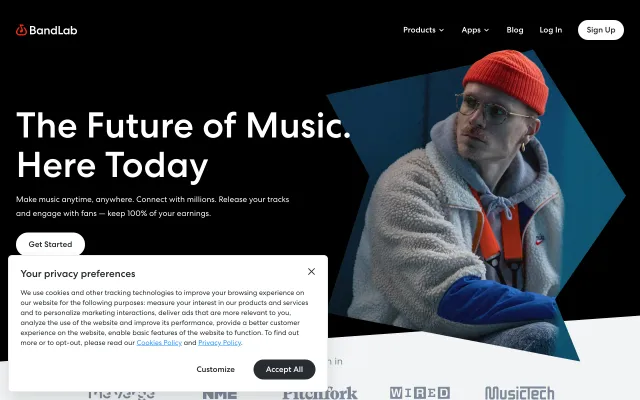 BandLab
Products
Apps
Blog
Log In
Sign Up
The Future of Music.
Here Today
Make music anytime, anywhere. Connect with millions. Release your tracks
and engage with fans — keep 100% of your earnings.
Get Started
Your privacy preferences
We use cookies and other tracking technologies to improve your browsing experience on
our website for the following purposes: measure your interest in our products and services
and to personalize marketing interactions, deliver ads that are more relevant to you,
analyze the use of the website and improve its performance, provide a better customer
experience on the website, enable basic features of the website to function. To find out
more or to opt-out, please read our Cookies Policy and Privacy Policy.
Customize
Accept All
in
NME
Pitchfork
WIRED
MusicTech